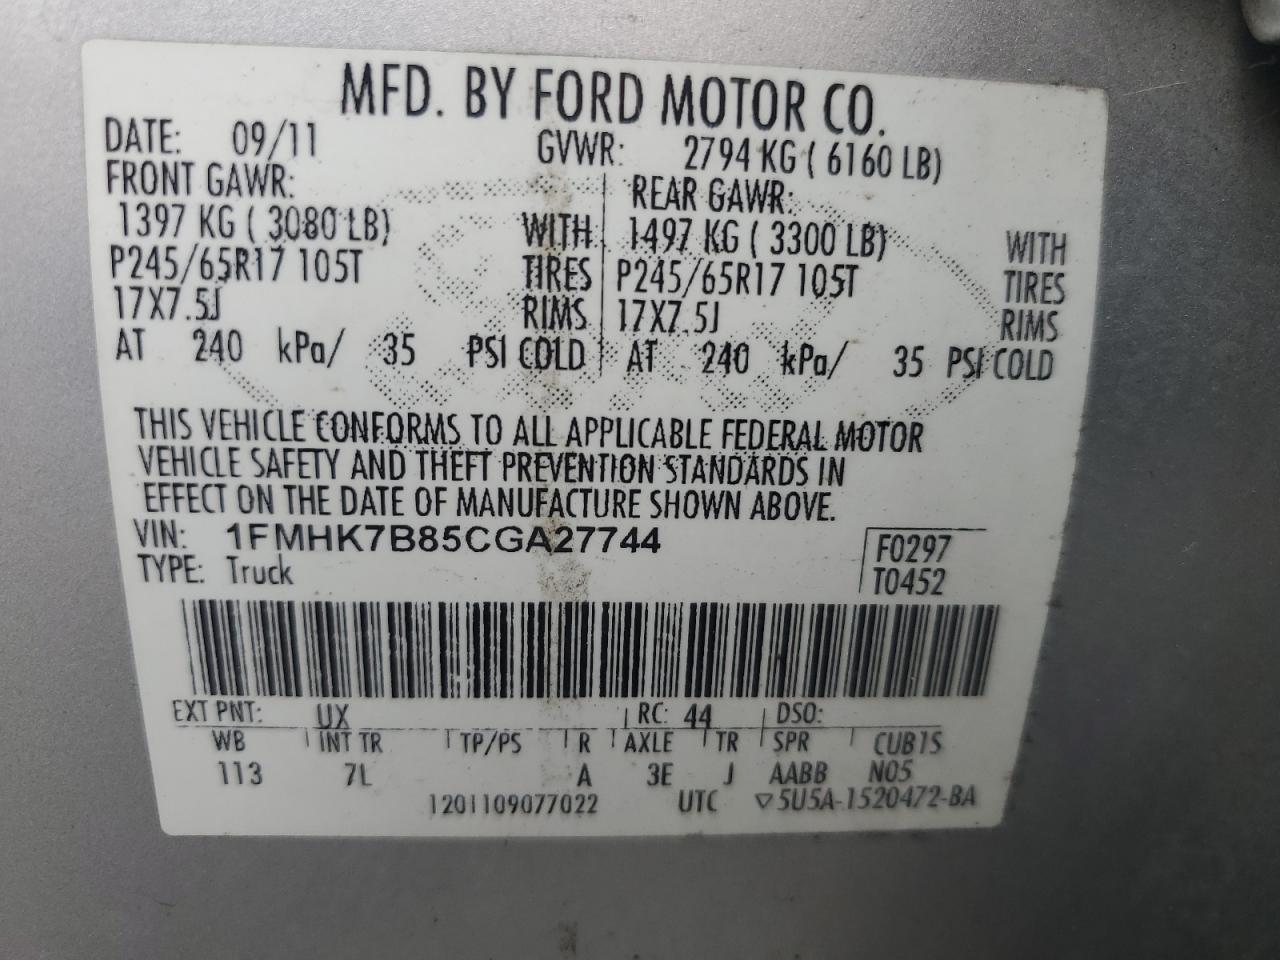 MFD. BY FORD MOTOR CO.
DATE: 09/11 GVWR: 2794 KG ( 6160 LB)
FRONT GAWR: REAR GAWR:
1397 KG ( 3080 LB) WITH 1497 KG ( 3300 LB) WITH
P245/65R17 105T TIRES P245/65R17 105T TIRES
17X7.5J RIMS 17X7.5J RIMS
AT 240 kPa/ 35 PSI COLD AT 240 kPa/ 35 PSI COLD
THIS VEHICLE CONFORMS TO ALL APPLICABLE FEDERAL MOTOR
VEHICLE SAFETY AND THEFT PREVENTION STANDARDS IN
EFFECT ON THE DATE OF MANUFACTURE SHOWN ABOVE.
VIN: 1FMHK7B85CGA27744 F0297
TYPE: Truck T0452
EXT PNT: UX RC: 44 DSO:
WB INT TR TP/PS R AXLE TR SPR CUB1S
113 7L A 3E J AABB N05
1201109077022 UTC ▽5U5A-1520472-BA